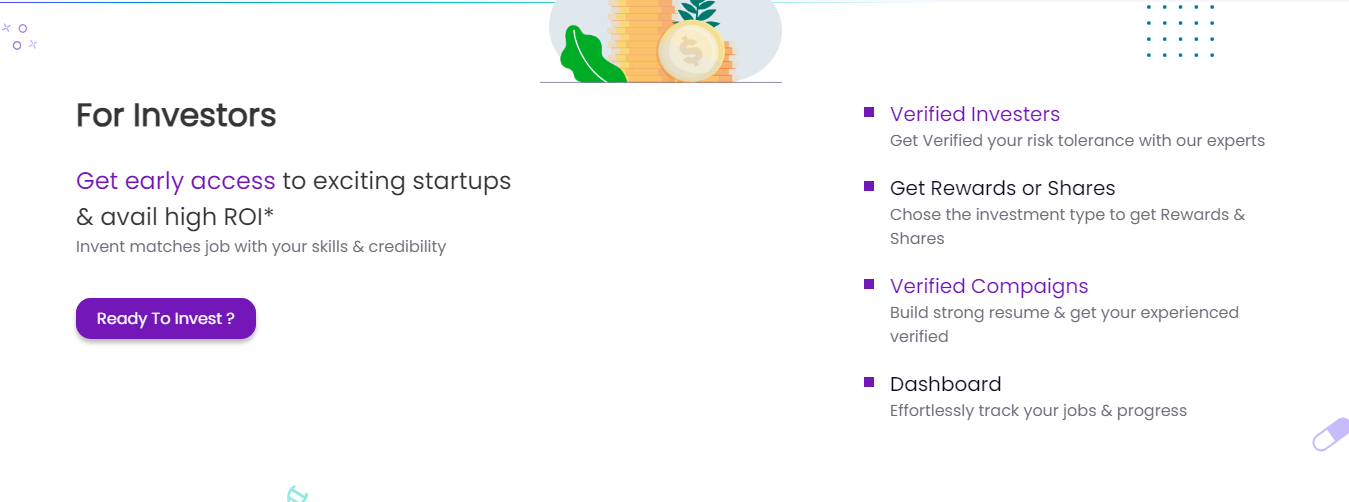 For Investors
Get early access to exciting startups
& avail high ROI*
Invent matches job with your skills & credibility
Ready To Invest ?
Verified Investers
Get Verified your risk tolerance with our experts
Get Rewards or Shares
Chose the investment type to get Rewards &
Shares
Verified Compaigns
Build strong resume & get your experienced
verified
Dashboard
Effortlessly track your jobs & progress